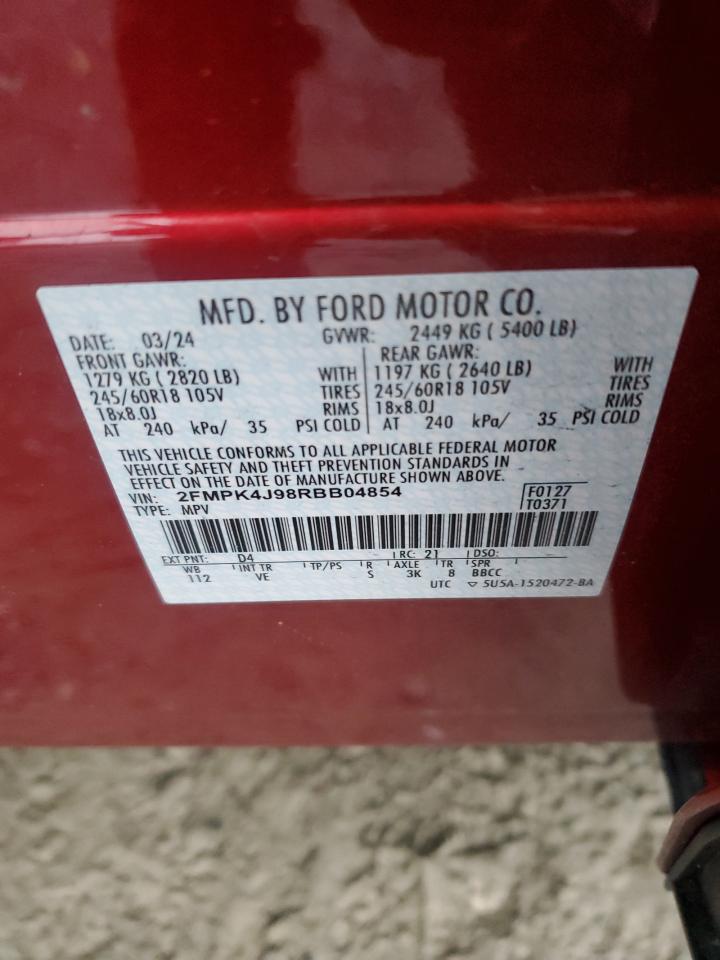 MFD. BY FORD MOTOR CO.
DATE: 03/24 GVWR: 2449 KG ( 5400 LB)
FRONT GAWR: REAR GAWR:
1279 KG ( 2820 LB) WITH 1197 KG ( 2640 LB) WITH
245/60R18 105V TIRES 245/60R18 105V TIRES
18x8.0J RIMS 18x8.0J RIMS
AT 240 kPa/ 35 PSI COLD AT 240 kPa/ 35 PSI COLD
THIS VEHICLE CONFORMS TO ALL APPLICABLE FEDERAL MOTOR
VEHICLE SAFETY AND THEFT PREVENTION STANDARDS IN
EFFECT ON THE DATE OF MANUFACTURE SHOWN ABOVE.
VIN: 2FMPK4J98RBB04854 F0127
TYPE: MPV T0371
EXT PNT: D4 RC: 21 DSO:
WB INT TR TP/PS R AXLE TR SPR
112 VE S 3K 8 BBCC
UTC ▽ 5U5A-1520472-BA